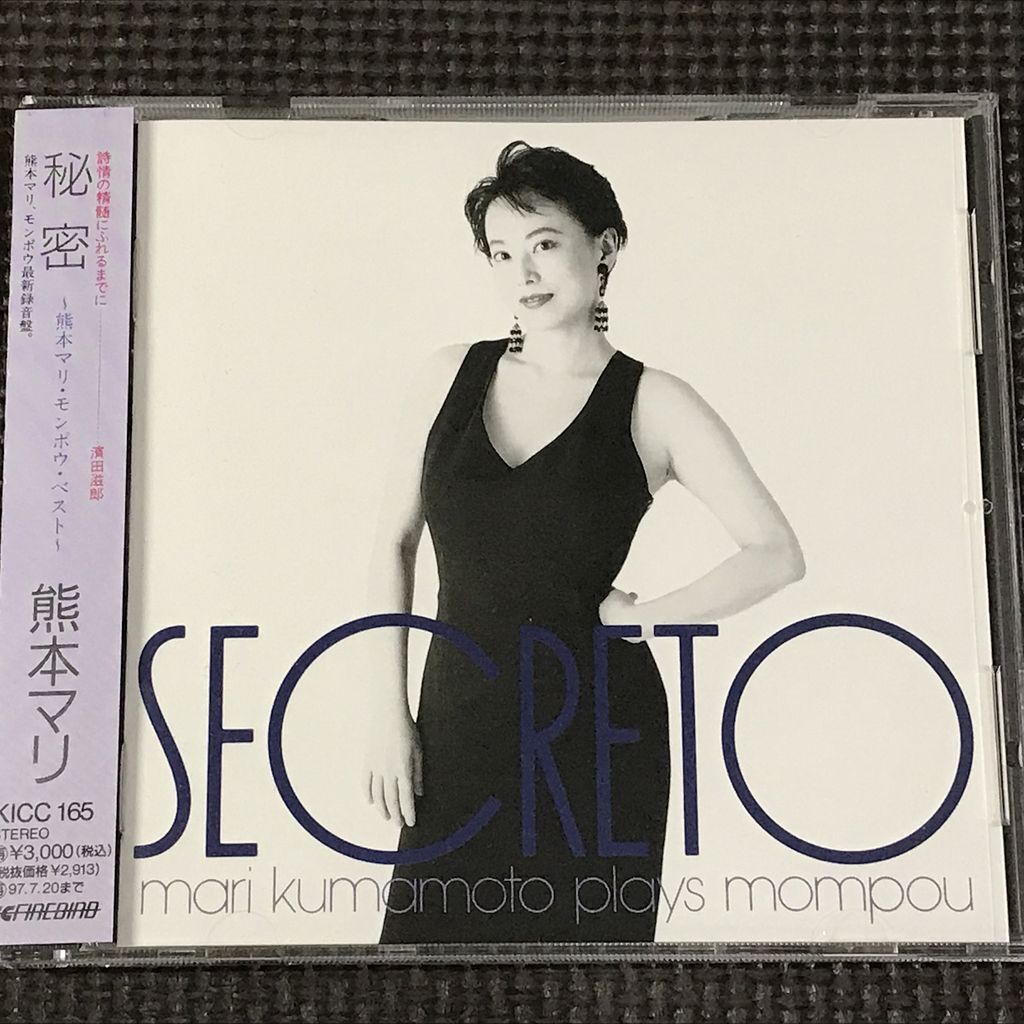 詩情の精髄にふれるまでに──濱田滋郎
秘密
～熊本マリ・モンポウ・ベスト～
熊本マリ、モンポウ最新録音盤。
熊本マリ
KICC 165
STEREO
¥3,000(税込)
税抜価格¥2,913)
97.7.20まで
FIREBIRD
SECRETO
mari kumamoto plays mompou